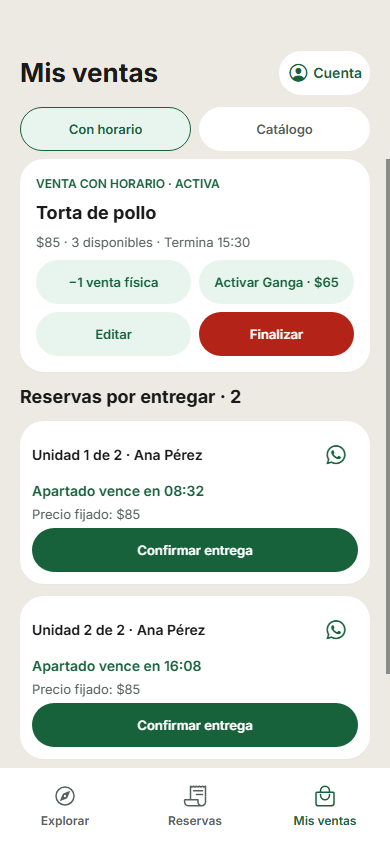 Mis ventas
Cuenta
Con horario
Catálogo
VENTA CON HORARIO · ACTIVA
Torta de pollo
$85 · 3 disponibles · Termina 15:30
−1 venta física
Activar Ganga · $65
Editar
Finalizar
Reservas por entregar · 2
Unidad 1 de 2 · Ana Pérez
Apartado vence en 08:32
Precio fijado: $85
Confirmar entrega
Unidad 2 de 2 · Ana Pérez
Apartado vence en 16:08
Precio fijado: $85
Confirmar entrega
Explorar
Reservas
Mis ventas